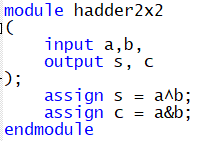 module hadder2x2
(
    input a,b,
    output s, c
);
    assign s = a^b;
    assign c = a&b;
endmodule